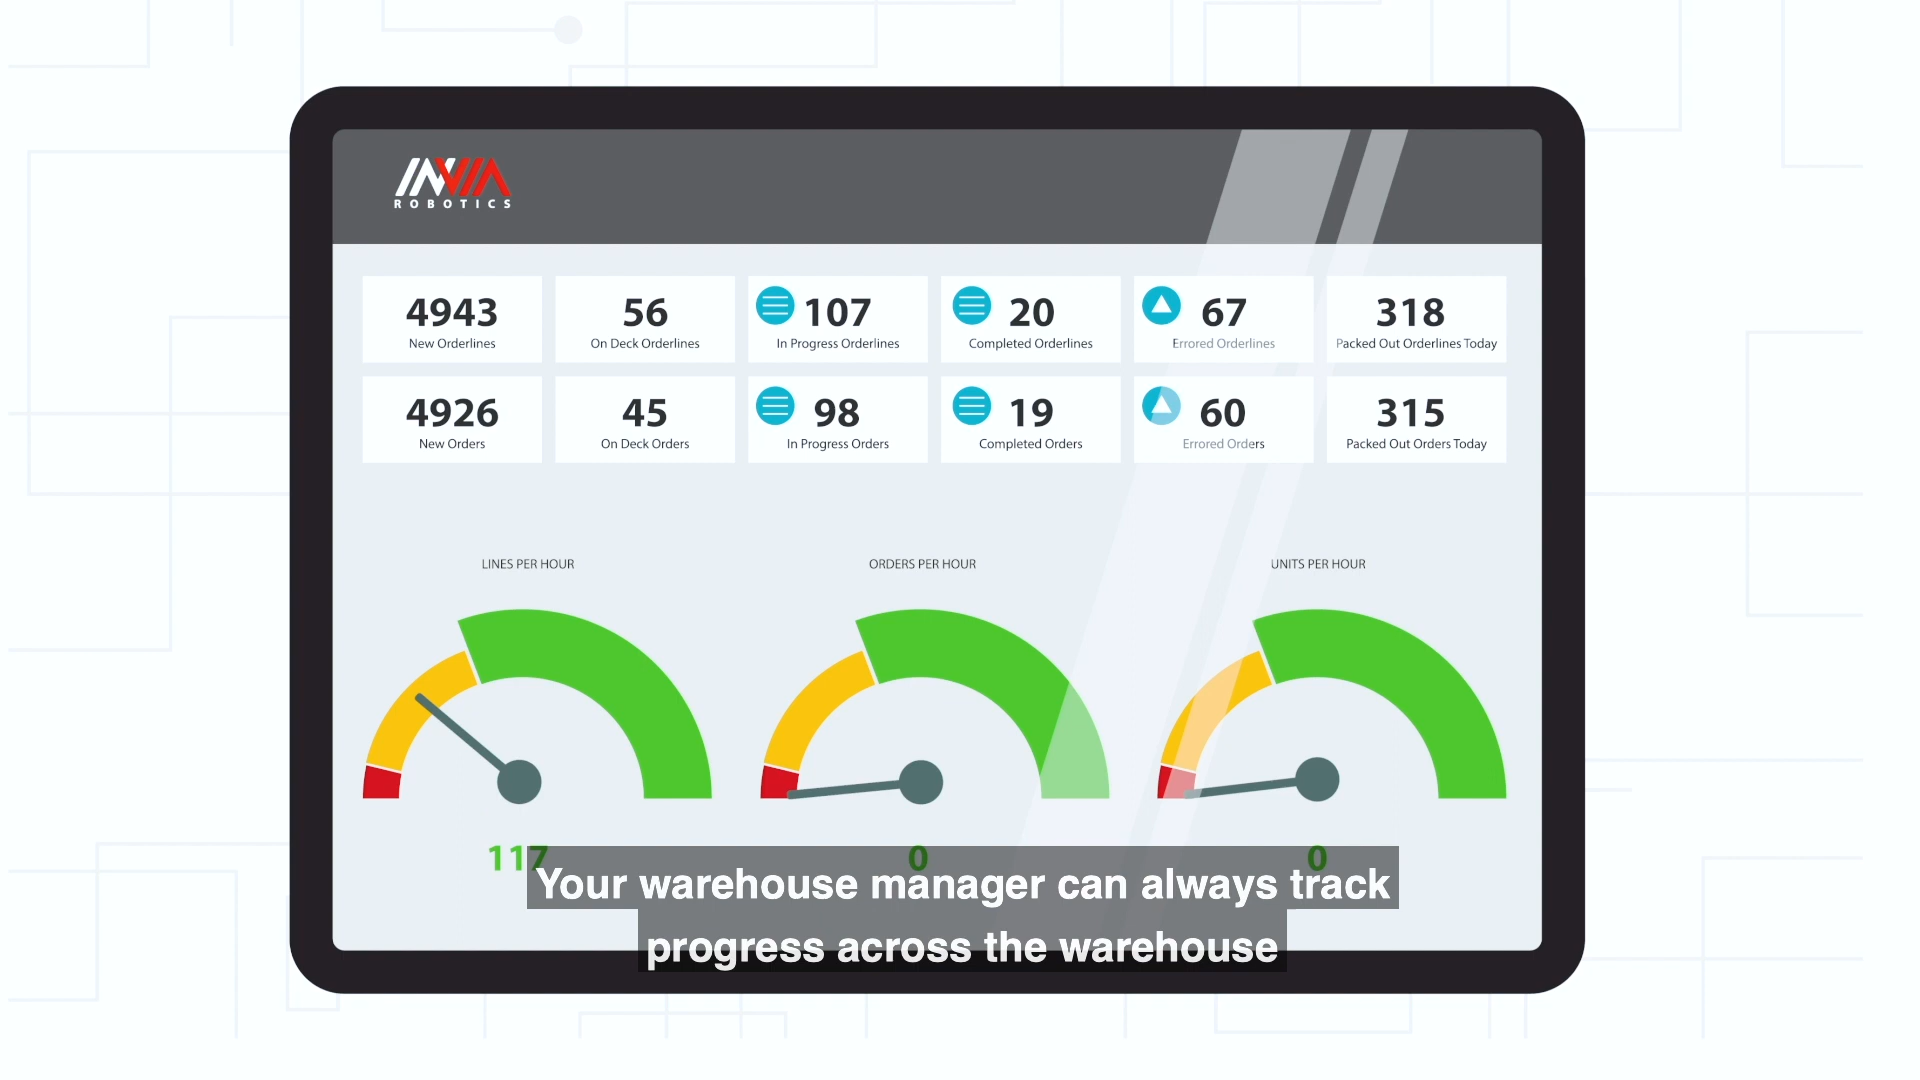 INVIA
ROBOTICS
4943
New Orderlines
56
On Deck Orderlines
107
In Progress Orderlines
20
Completed Orderlines
67
Errored Orderlines
318
Packed Out Orderlines Today
4926
New Orders
45
On Deck Orders
98
In Progress Orders
19
Completed Orders
60
Errored Orders
315
Packed Out Orders Today
LINES PER HOUR
ORDERS PER HOUR
UNITS PER HOUR
117
0
0
Your warehouse manager can always track
progress across the warehouse